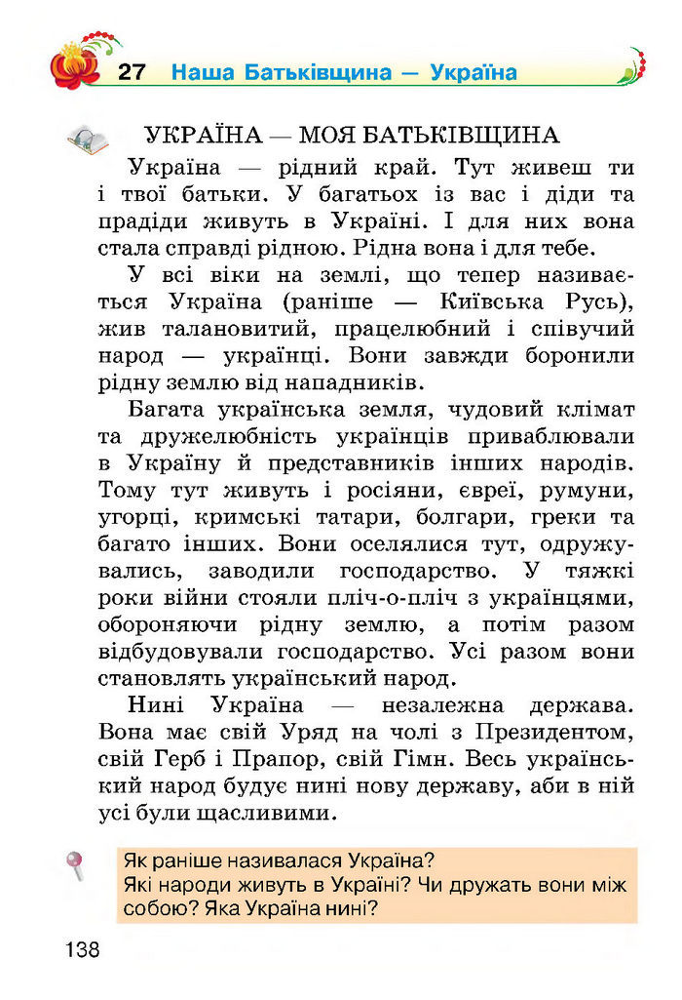 27 Наша Батьківщина — Україна
УКРАЇНА — МОЯ БАТЬКІВЩИНА
Україна — рідний край. Тут живеш ти
і твої батьки. У багатьох із вас і діди та
прадіди живуть в Україні. І для них вона
стала справді рідною. Рідна вона і для тебе.
У всі віки на землі, що тепер називає-
ться Україна (раніше — Київська Русь),
жив талановитий, працелюбний і співучий
народ — українці. Вони завжди боронили
рідну землю від нападників.
Багата українська земля, чудовий клімат
та дружелюбність українців приваблювали
в Україну й представників інших народів.
Тому тут живуть і росіяни, євреї, румуни,
угорці, кримські татари, болгари, греки та
багато інших. Вони оселялися тут, одружу-
вались, заводили господарство. У тяжкі
роки війни стояли пліч-о-пліч з українцями,
обороняючи рідну землю, а потім разом
відбудовували господарство. Усі разом вони
становлять український народ.
Нині Україна — незалежна держава.
Вона має свій Уряд на чолі з Президентом,
свій Герб і Прапор, свій Гімн. Весь українсь-
кий народ будує нині нову державу, аби в ній
усі були щасливими.
Як раніше називалася Україна?
Які народи живуть в Україні? Чи дружать вони між
собою? Яка Україна нині?
138